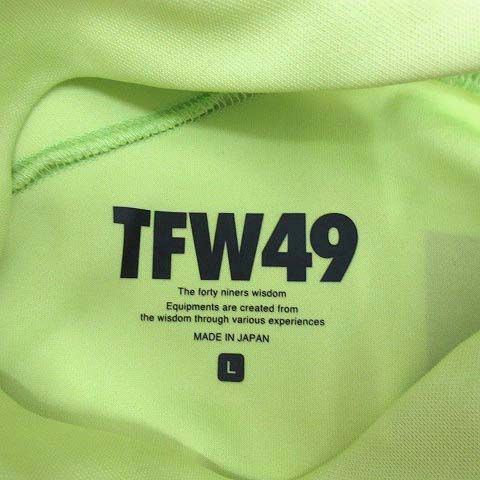 TFW49
The forty niners wisdom
Equipments are created from
the wisdom through various experiences
MADE IN JAPAN
L